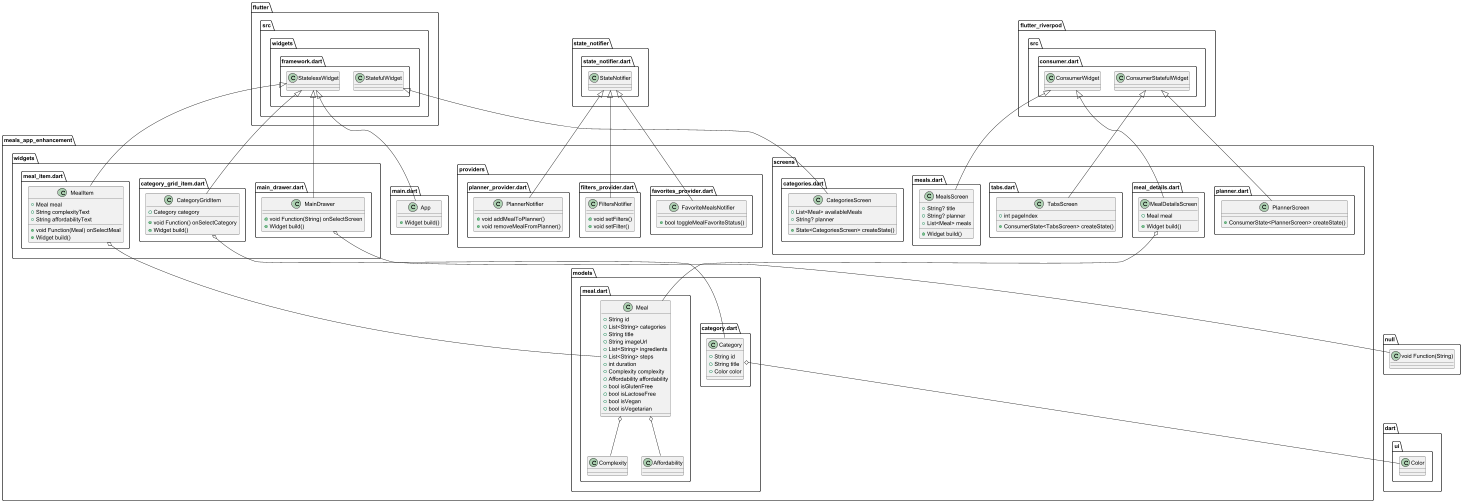 flutter
src
widgets
framework.dart
C StatelessWidget
C StatefulWidget
state_notifier
state_notifier.dart
C StateNotifier
flutter_riverpod
src
consumer.dart
C ConsumerWidget
C ConsumerStatefulWidget
meals_app_enhancement
widgets
meal_item.dart
C MealItem
Meal meal
String complexityText
String affordabilityText
void Function(Meal) onSelectMeal
Widget build()
category_grid_item.dart
C CategoryGridItem
Category category
void Function() onSelectCategory
Widget build()
main_drawer.dart
C MainDrawer
void Function(String) onSelectScreen
Widget build()
main.dart
C App
Widget build()
providers
planner_provider.dart
C PlannerNotifier
void addMealToPlanner()
void removeMealFromPlanner()
filters_provider.dart
C FiltersNotifier
void setFilters()
void setFilter()
favorites_provider.dart
C FavoriteMealsNotifier
bool toggleMealFavoriteStatus()
screens
categories.dart
C CategoriesScreen
List<Meal> availableMeals
String? planner
State<CategoriesScreen> createState()
meals.dart
C MealsScreen
String? title
String? planner
List<Meal> meals
Widget build()
tabs.dart
C TabsScreen
int pageIndex
ConsumerState<TabsScreen> createState()
meal_details.dart
C MealDetailsScreen
Meal meal
Widget build()
planner.dart
C PlannerScreen
ConsumerState<PlannerScreen> createState()
models
meal.dart
C Meal
String id
List<String> categories
String title
String imageUrl
List<String> ingredients
List<String> steps
int duration
Complexity complexity
Affordability affordability
bool isGlutenFree
bool isLactoseFree
bool isVegan
bool isVegetarian
C Complexity
C Affordability
category.dart
C Category
String id
String title
Color color
null
C void Function(String)
dart
ui
C Color